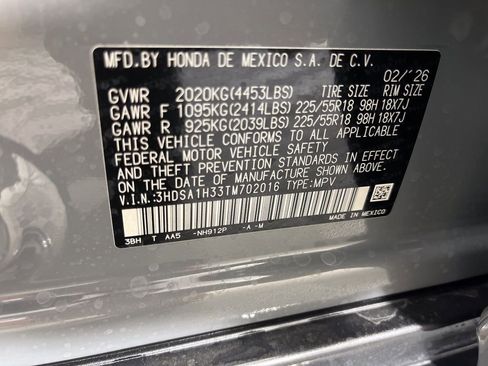 MFD.BY HONDA DE MEXICO S.A. DE C.V.
02/´26
GVWR 2020KG(4453LBS) TIRE SIZE RIM SIZE
GAWR F 1095KG(2414LBS) 225/55R18 98H 18X7J
GAWR R 925KG(2039LBS) 225/55R18 98H 18X7J
THIS VEHICLE CONFORMS TO ALL APPLICABLE
FEDERAL MOTOR VEHICLE SAFETY
AND THEFT PREVENTION STANDARDS IN EFFECT
ON THE DATE OF MANUFACTURE SHOWN ABOVE.
V.I.N.:3HDSA1H33TM702016 TYPE:MPV
MADE IN MEXICO
3BH T AA5 -NH912P -A-M